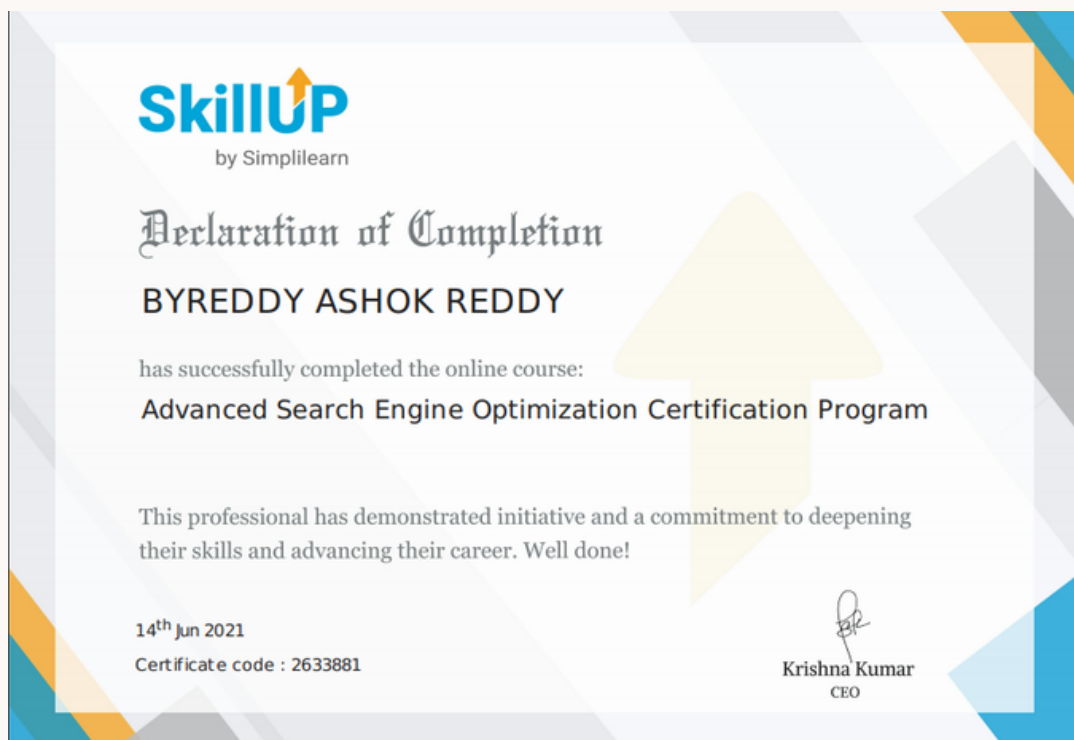 SkillUP
by Simplilearn
Declaration of Completion
BYREDDY ASHOK REDDY
has successfully completed the online course:
Advanced Search Engine Optimization Certification Program
This professional has demonstrated initiative and a commitment to deepening
their skills and advancing their career. Well done!
14th Jun 2021
Certificate code : 2633881
Krishna Kumar
CEO